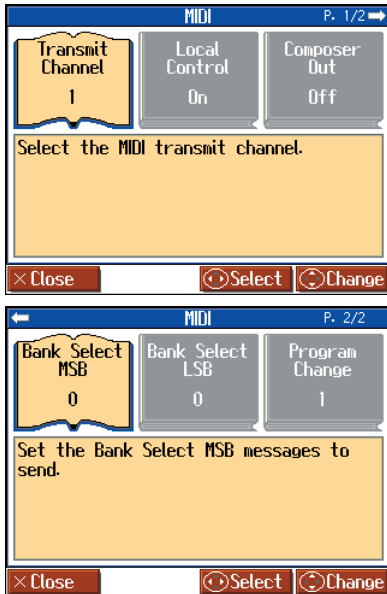 MIDI P. 1/2
Transmit Channel 1
Local Control On
Composer Out Off
Select the MIDI transmit channel.
× Close Select Change
MIDI P. 2/2
Bank Select MSB 0
Bank Select LSB 0
Program Change 1
Set the Bank Select MSB messages to
send.
× Close Select Change